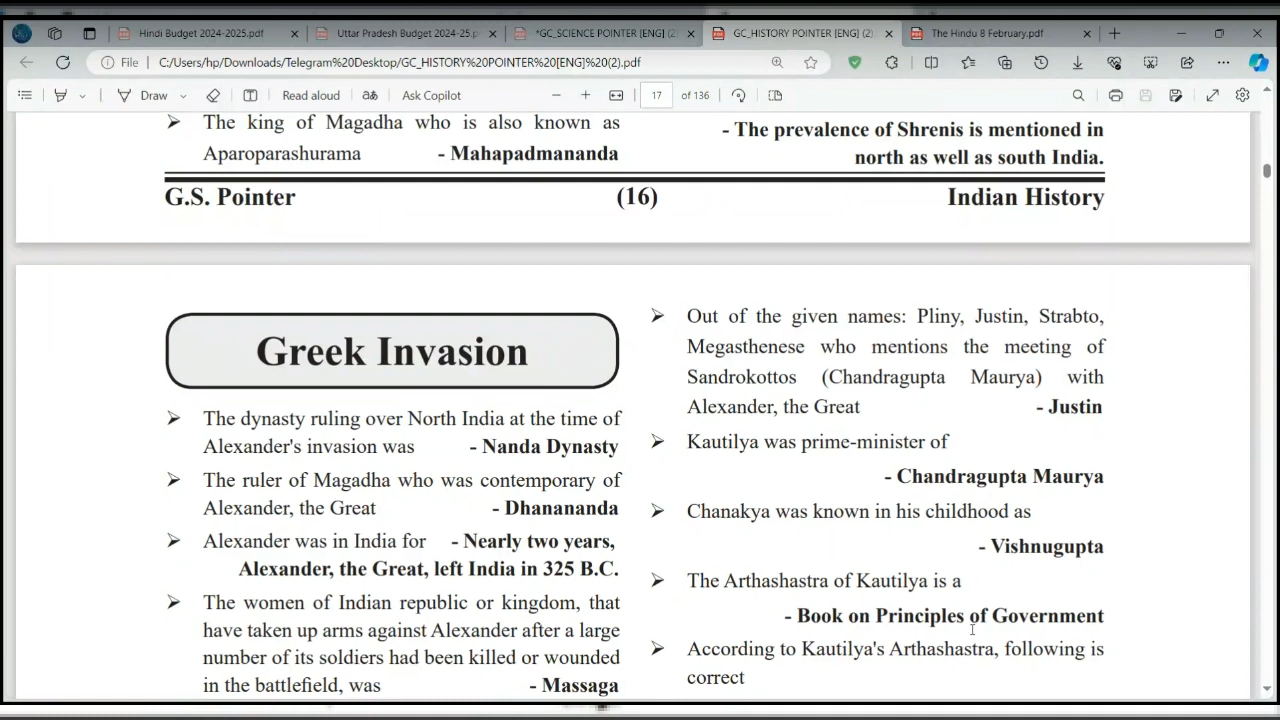 Hindi Budget 2024-2025.pdf
Uttar Pradesh Budget 2024-25.p
*GC_SCIENCE POINTER [ENG] (2)
GC_HISTORY POINTER [ENG] (2)
The Hindu 8 February.pdf
File
C:/Users/hp/Downloads/Telegram%20Desktop/GC_HISTORY%20POINTER%20[ENG]%20(2).pdf
Draw
Read aloud
Ask Copilot
17 of 136
The king of Magadha who is also known as
Aparoparashurama - Mahapadmananda
- The prevalence of Shrenis is mentioned in
north as well as south India.
G.S. Pointer (16) Indian History
Greek Invasion
The dynasty ruling over North India at the time of
Alexander's invasion was - Nanda Dynasty
The ruler of Magadha who was contemporary of
Alexander, the Great - Dhanananda
Alexander was in India for - Nearly two years,
Alexander, the Great, left India in 325 B.C.
The women of Indian republic or kingdom, that
have taken up arms against Alexander after a large
number of its soldiers had been killed or wounded
in the battlefield, was - Massaga
Out of the given names: Pliny, Justin, Strabto,
Megasthenese who mentions the meeting of
Sandrokottos (Chandragupta Maurya) with
Alexander, the Great - Justin
Kautilya was prime-minister of
- Chandragupta Maurya
Chanakya was known in his childhood as
- Vishnugupta
The Arthashastra of Kautilya is a
- Book on Principles of Government
According to Kautilya's Arthashastra, following is
correct